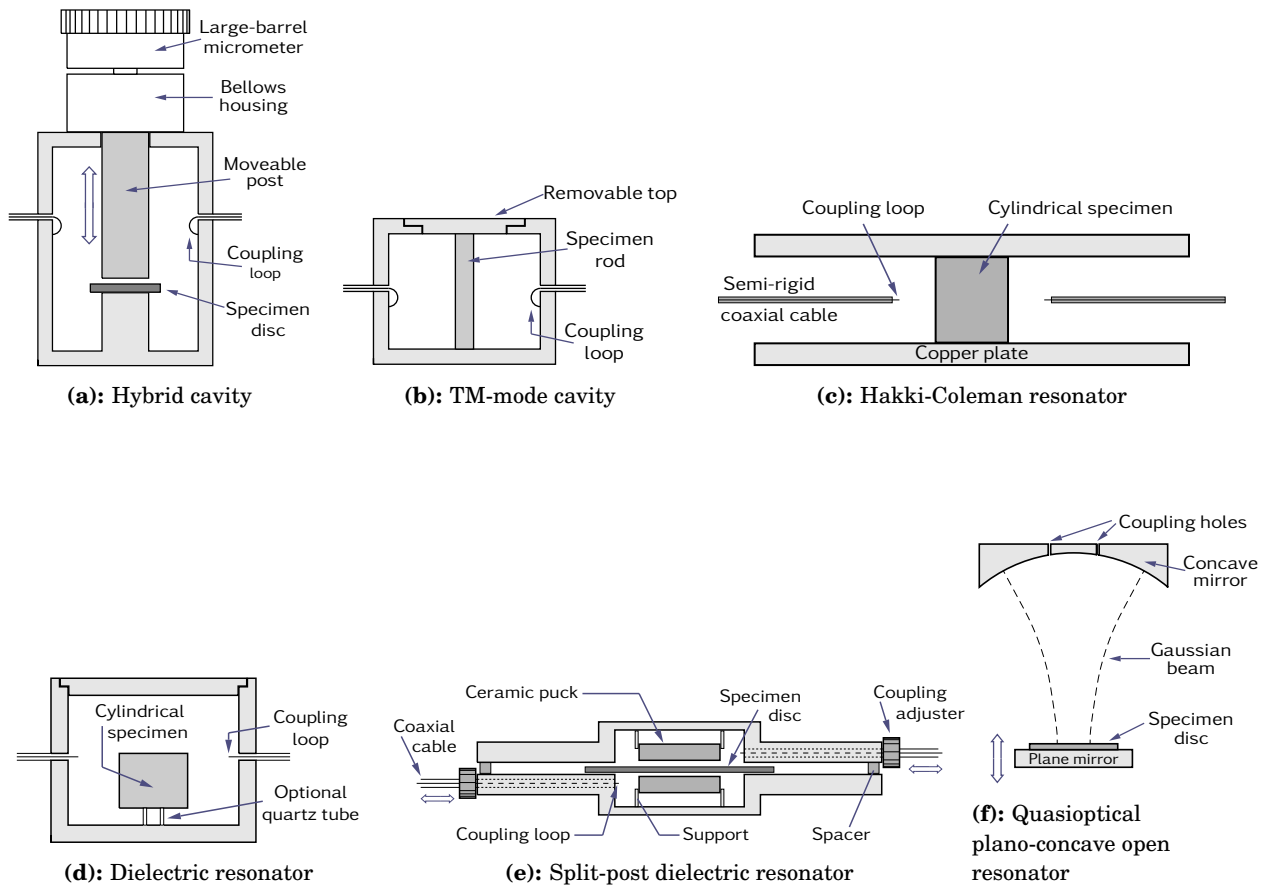 Large-barrel
micrometer
Bellows
housing
Moveable
post
Coupling
loop
Specimen
disc
(a): Hybrid cavity
Removable top
Specimen
rod
Coupling
loop
(b): TM-mode cavity
Coupling loop
Cylindrical specimen
Semi-rigid
coaxial cable
Copper plate
(c): Hakki-Coleman resonator
Cylindrical
specimen
Coupling
loop
Optional
quartz tube
(d): Dielectric resonator
Ceramic puck
Specimen
disc
Coupling
adjuster
Coaxial
cable
Coupling loop
Support
Spacer
(e): Split-post dielectric resonator
Coupling holes
Concave
mirror
Gaussian
beam
Specimen
disc
Plane mirror
(f): Quasioptical
plano-concave open
resonator